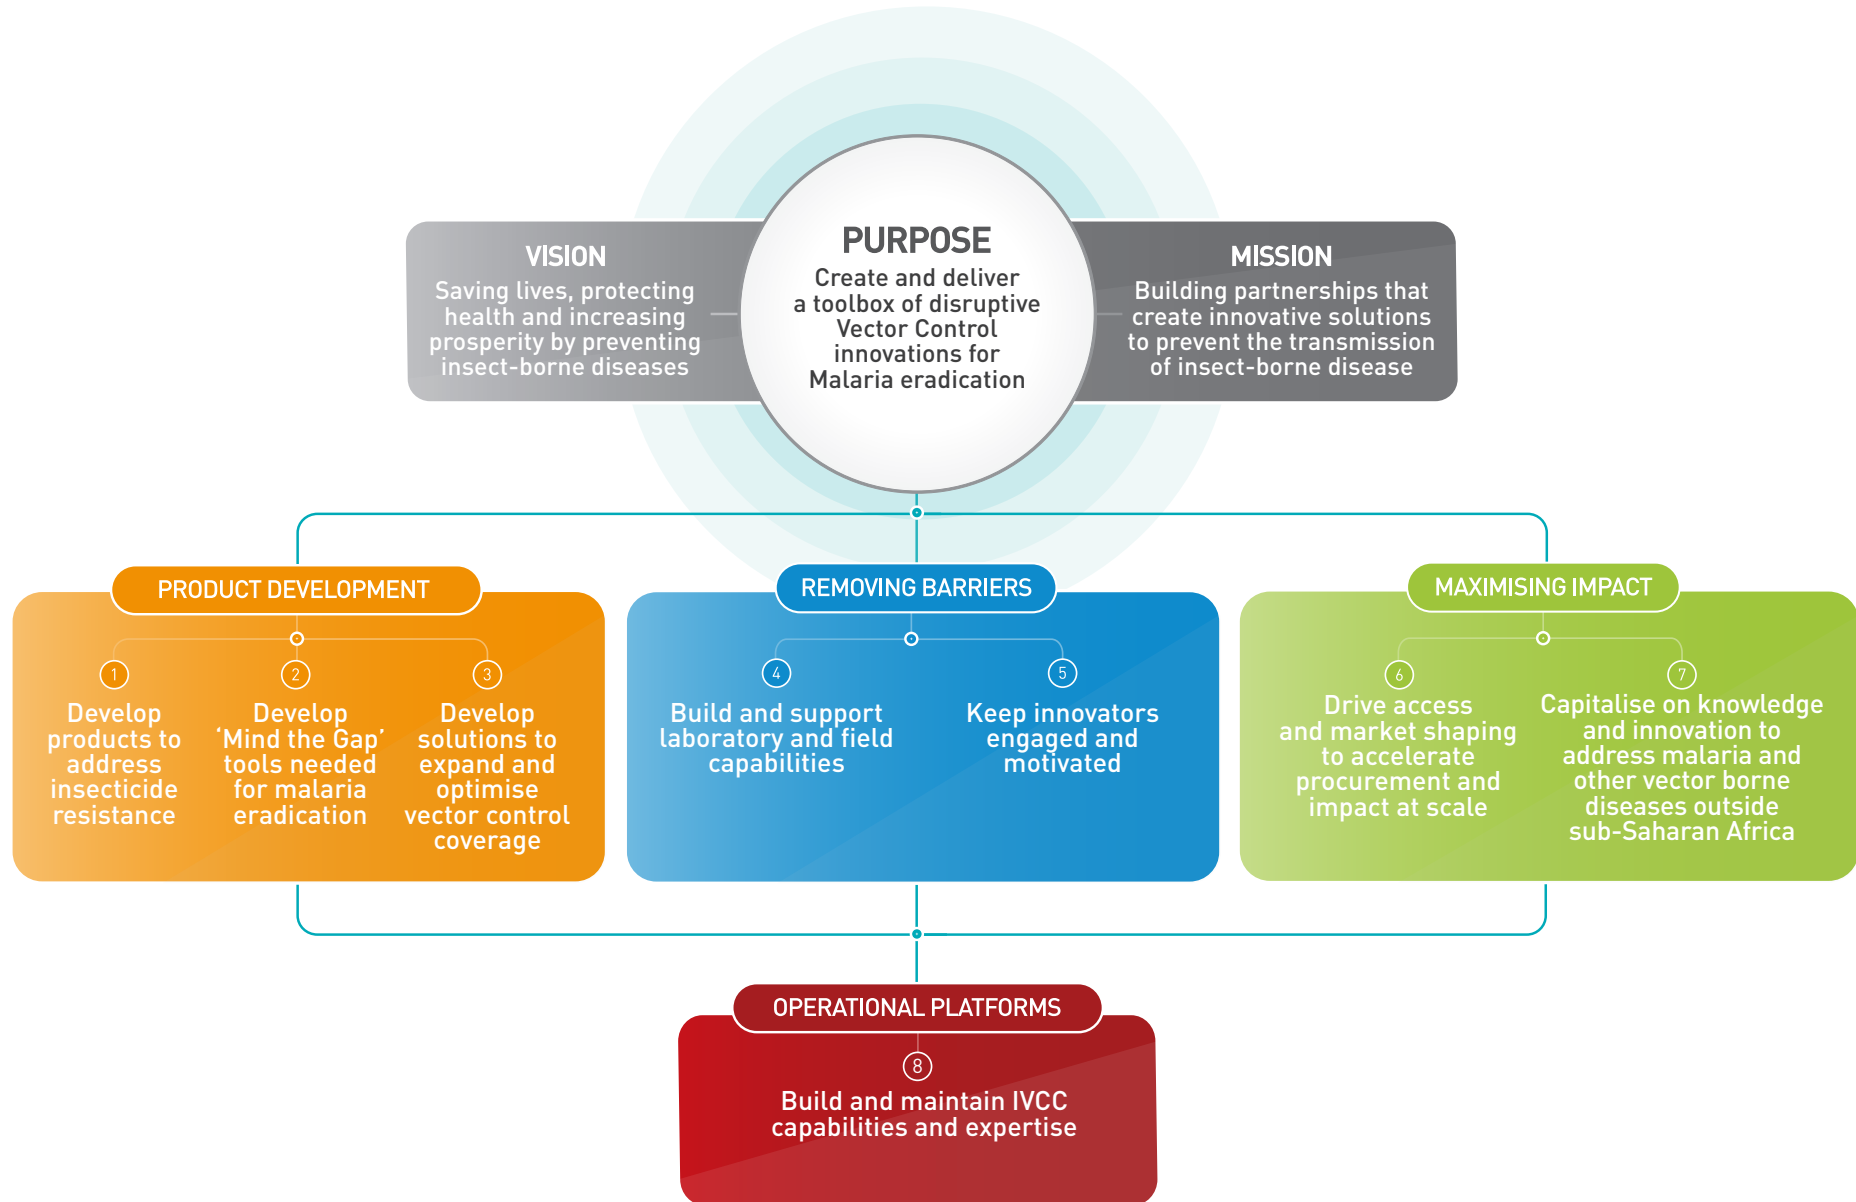 VISION
Saving lives, protecting
health and increasing
prosperity by preventing
insect-borne diseases
PURPOSE
Create and deliver
a toolbox of disruptive
Vector Control
innovations for
Malaria eradication
MISSION
Building partnerships that
create innovative solutions
to prevent the transmission
of insect-borne disease
PRODUCT DEVELOPMENT
1
Develop
products to
address
insecticide
resistance
2
Develop
‘Mind the Gap’
tools needed
for malaria
eradication
3
Develop
solutions to
expand and
optimise
vector control
coverage
REMOVING BARRIERS
4
Build and support
laboratory and field
capabilities
5
Keep innovators
engaged and
motivated
MAXIMISING IMPACT
6
Drive access
and market shaping
to accelerate
procurement and
impact at scale
7
Capitalise on knowledge
and innovation to
address malaria and
other vector borne
diseases outside
sub-Saharan Africa
OPERATIONAL PLATFORMS
8
Build and maintain IVCC
capabilities and expertise